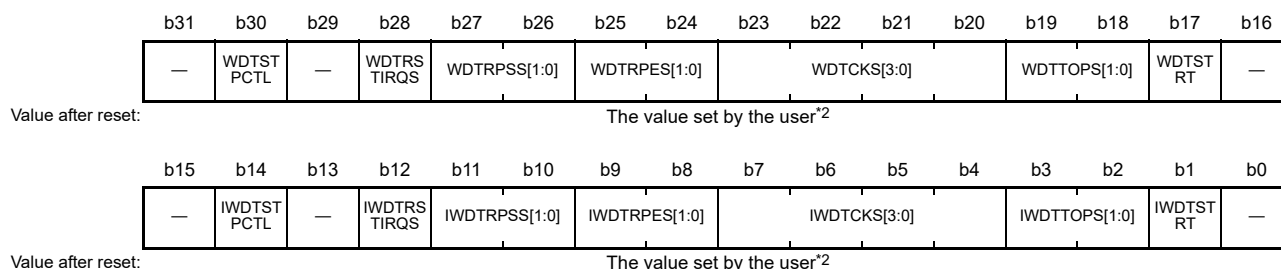 b31 b30 b29 b28 b27 b26 b25 b24 b23 b22 b21 b20 b19 b18 b17 b16
— WDTST PCTL — WDTRS TIRQS WDTRPSS[1:0] WDTRPES[1:0] WDTCKS[3:0] WDTTOPS[1:0] WDTST RT —
Value after reset: The value set by the user*2
b15 b14 b13 b12 b11 b10 b9 b8 b7 b6 b5 b4 b3 b2 b1 b0
— IWDTST PCTL — IWDTRS TIRQS IWDTRPSS[1:0] IWDTRPES[1:0] IWDTCKS[3:0] IWDTTOPS[1:0] IWDTST RT —
Value after reset: The value set by the user*2